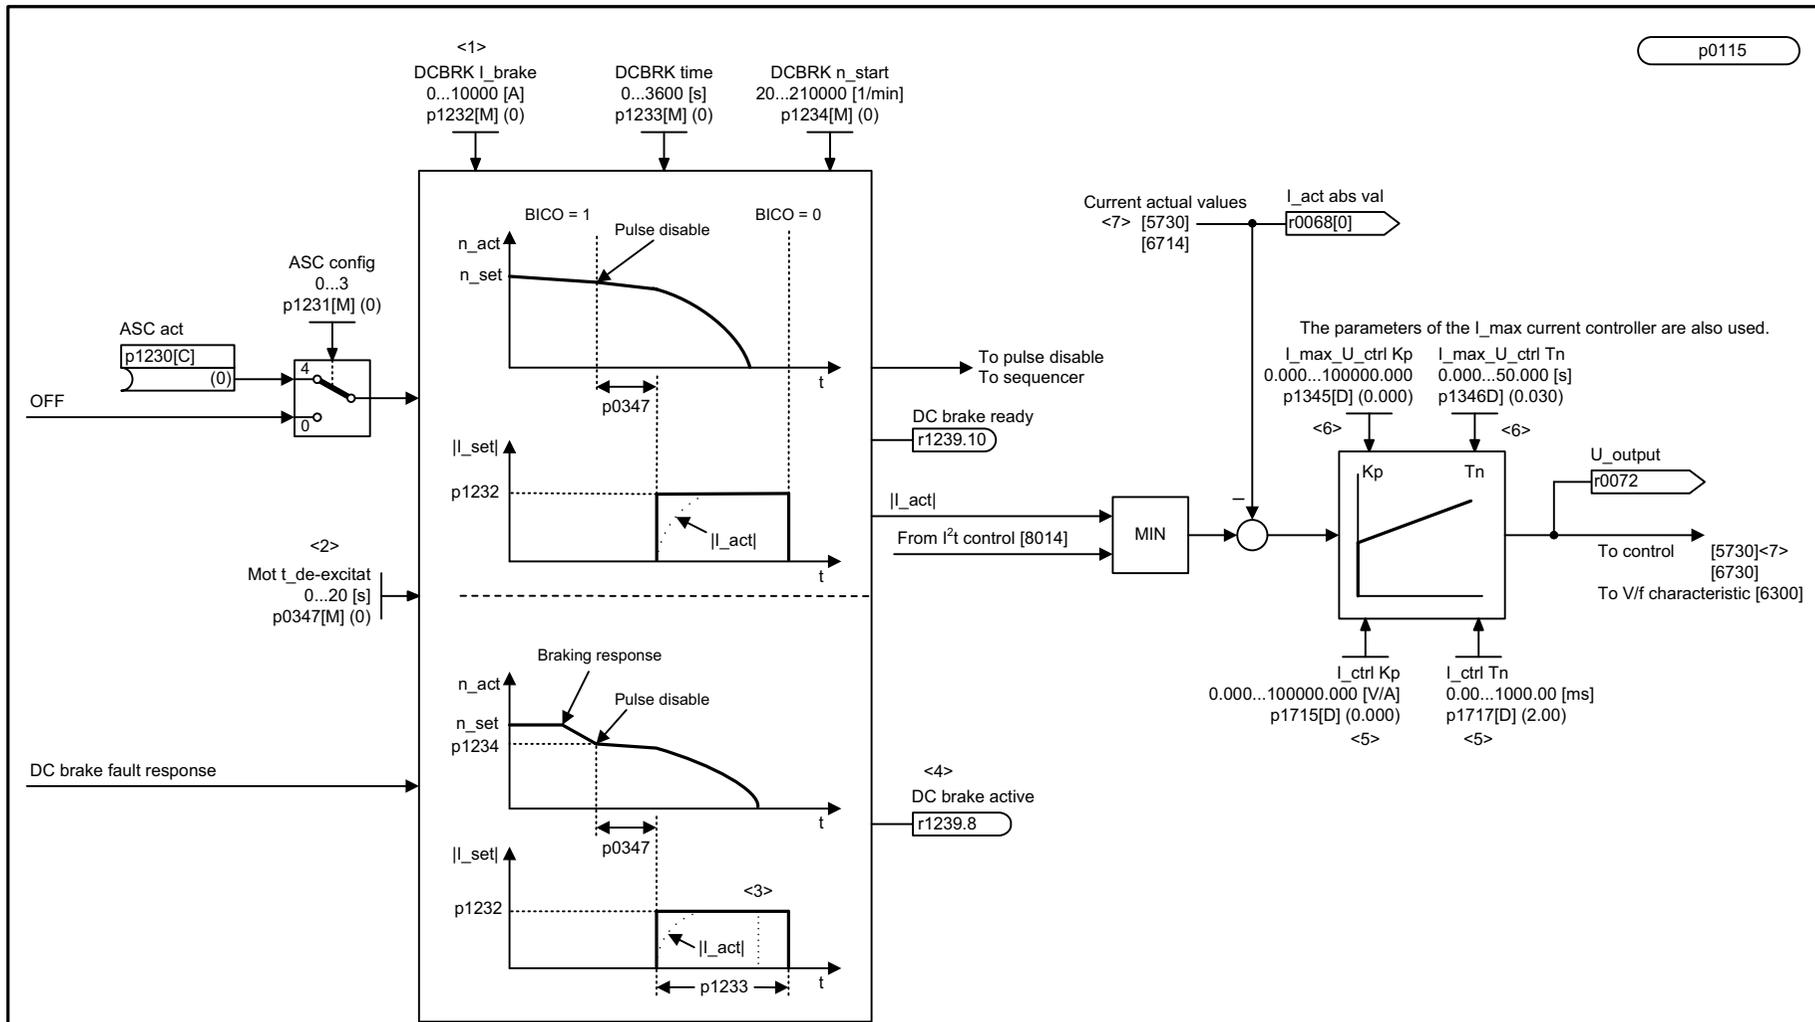 p0115
<1>
DCBRK I_brake
0...10000 [A]
p1232[M] (0)
DCBRK time
0...3600 [s]
p1233[M] (0)
DCBRK n_start
20...210000 [1/min]
p1234[M] (0)
ASC config
0...3
p1231[M] (0)
ASC act
p1230[C]
(0)
4
0
OFF
<2>
Mot t_de-excitat
0...20 [s]
p0347[M] (0)
DC brake fault response
BICO = 1
BICO = 0
Pulse disable
n_act
n_set
t
p0347
|I_set|
p1232
|I_act|
t
Braking response
n_act
Pulse disable
n_set
p1234
t
p0347
|I_set|
<3>
p1232
|I_act|
t
p1233
To pulse disable
To sequencer
DC brake ready
r1239.10
|I_act|
From I²t control [8014]
MIN
<4>
DC brake active
r1239.8
Current actual values
<7> [5730]
[6714]
I_act abs val
r0068[0]
–
The parameters of the I_max current controller are also used.
I_max_U_ctrl Kp
0.000...100000.000
p1345[D] (0.000)
<6>
I_max_U_ctrl Tn
0.000...50.000 [s]
p1346D] (0.030)
<6>
Kp
Tn
U_output
r0072
To control [5730]<7>
[6730]
To V/f characteristic [6300]
I_ctrl Kp
0.000...100000.000 [V/A]
p1715[D] (0.000)
<5>
I_ctrl Tn
0.00...1000.00 [ms]
p1717[D] (2.00)
<5>